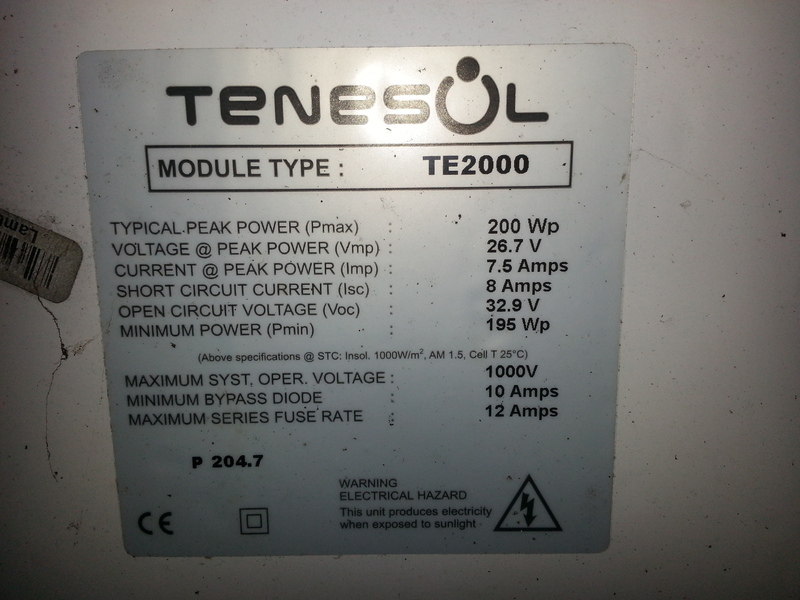 TENESOL
MODULE TYPE : TE2000
TYPICAL PEAK POWER (Pmax) : 200 Wp
VOLTAGE @ PEAK POWER (Vmp) : 26.7 V
CURRENT @ PEAK POWER (Imp) : 7.5 Amps
SHORT CIRCUIT CURRENT (Isc) : 8 Amps
OPEN CIRCUIT VOLTAGE (Voc) : 32.9 V
MINIMUM POWER (Pmin) : 195 Wp
(Above specifications @ STC: Insol. 1000W/m², AM 1.5, Cell T 25°C)
MAXIMUM SYST, OPER. VOLTAGE : 1000V
MINIMUM BYPASS DIODE : 10 Amps
MAXIMUM SERIES FUSE RATE : 12 Amps
P 204.7
WARNING
ELECTRICAL HAZARD
This unit produces electricity
when exposed to sunlight
CE